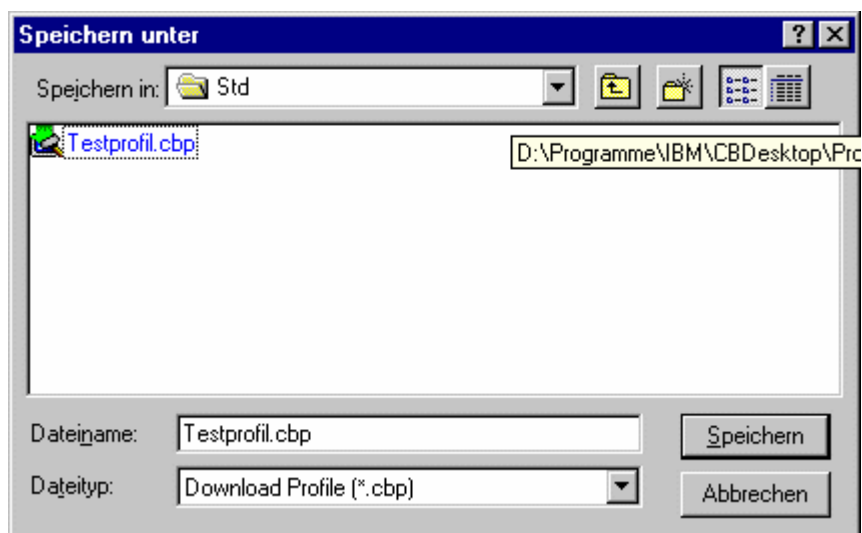 Speichern unter
Speichern in: Std
Testprofil.cbp
D:\Programme\IBM\CBDesktop\Pro
Dateiname: Testprofil.cbp
Speichern
Dateityp: Download Profile (*.cbp)
Abbrechen